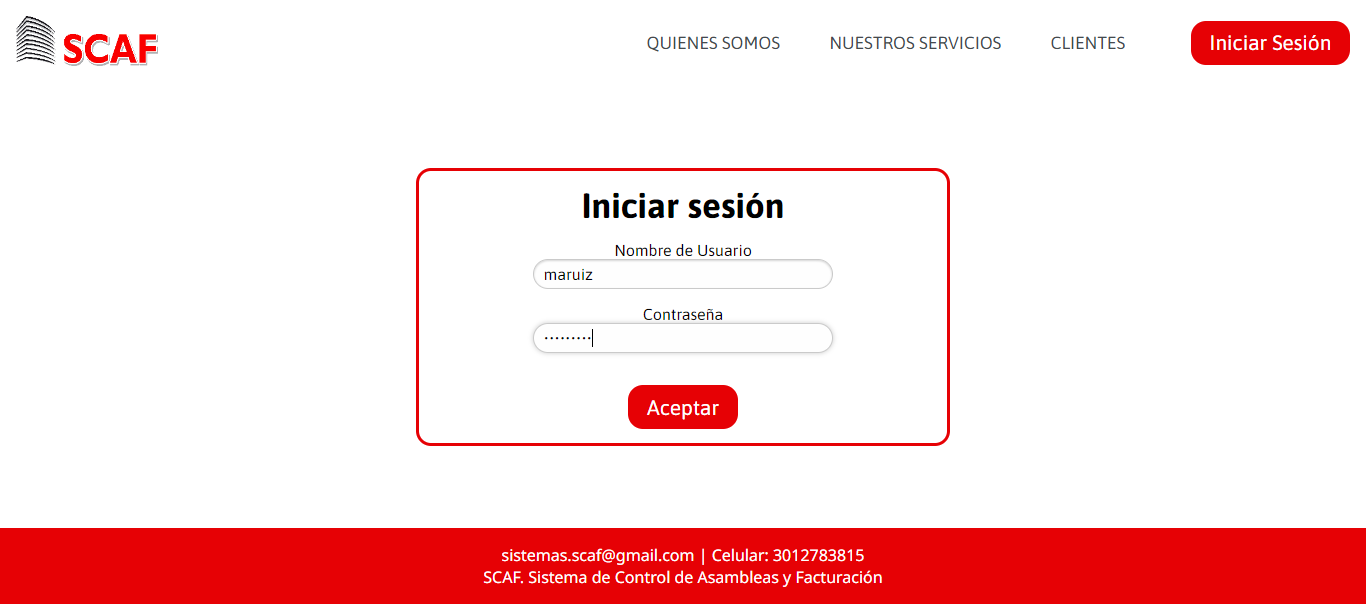 SCAF
QUIENES SOMOS
NUESTROS SERVICIOS
CLIENTES
Iniciar Sesión
Iniciar sesión
Nombre de Usuario
maruiz
Contraseña
·········
Aceptar
sistemas.scaf@gmail.com | Celular: 3012783815
SCAF. Sistema de Control de Asambleas y Facturación